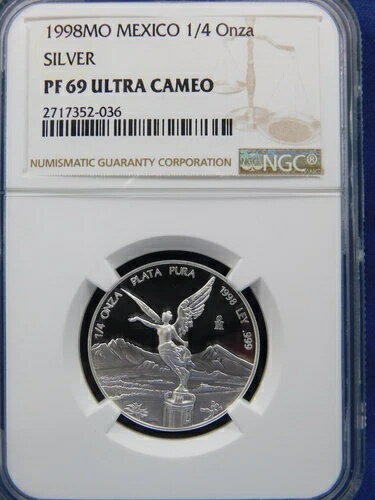 1998MO MEXICO 1/4 Onza
SILVER
PF 69 ULTRA CAMEO
2717352-036
NUMISMATIC GUARANTY CORPORATION
NGC®
1/4 ONZA PLATA PURA 1998 LEY .999